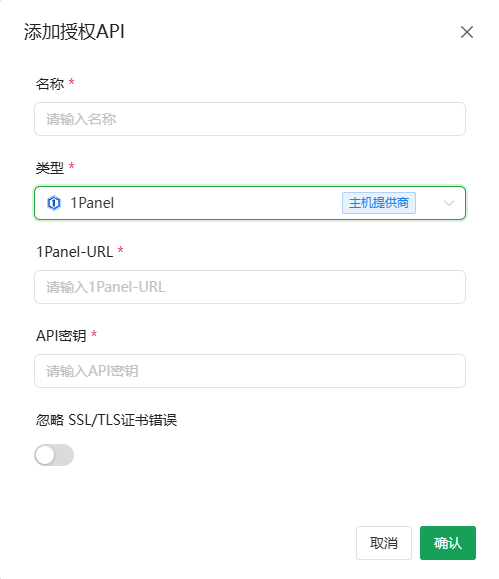 添加授权API
名称 *
请输入名称
类型 *
1Panel 主机提供商
1Panel-URL *
请输入1Panel-URL
API密钥 *
请输入API密钥
忽略 SSL/TLS证书错误
取消 确认